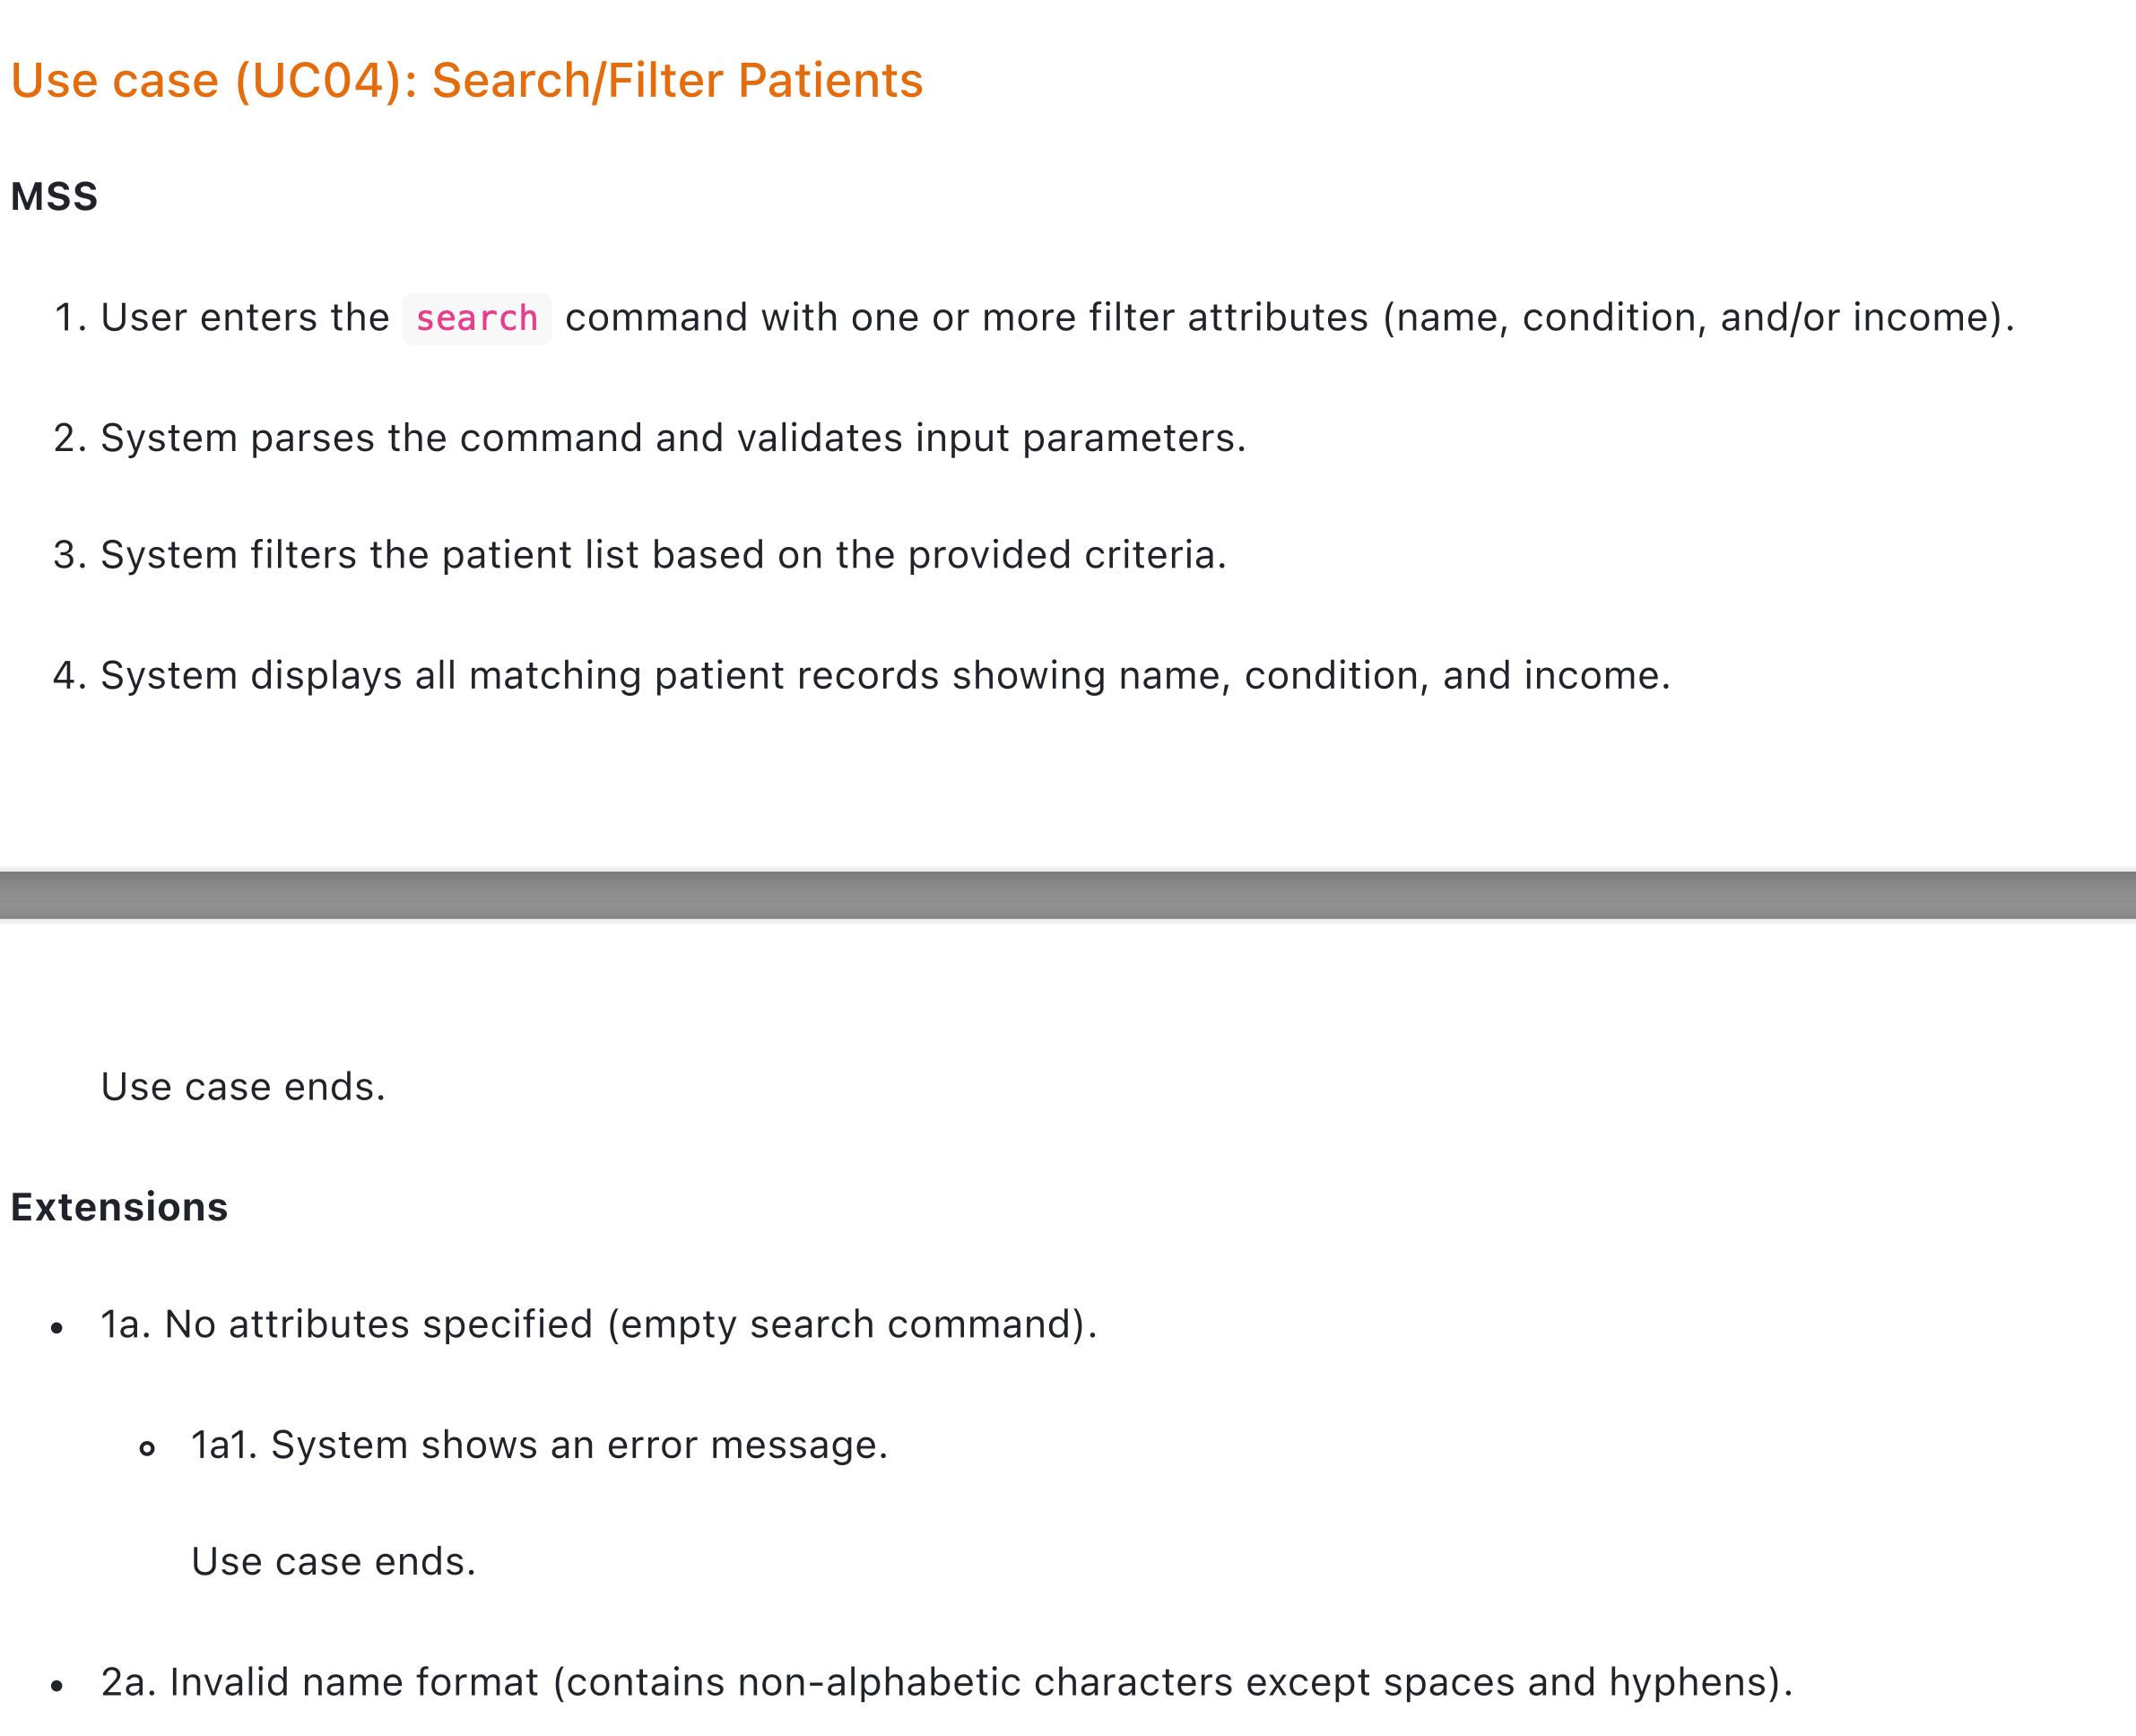 Use case (UC04): Search/Filter Patients
MSS
1. User enters the search command with one or more filter attributes (name, condition, and/or income).
2. System parses the command and validates input parameters.
3. System filters the patient list based on the provided criteria.
4. System displays all matching patient records showing name, condition, and income.
Use case ends.
Extensions
• 1a. No attributes specified (empty search command).
◦ 1a1. System shows an error message.
Use case ends.
• 2a. Invalid name format (contains non-alphabetic characters except spaces and hyphens).